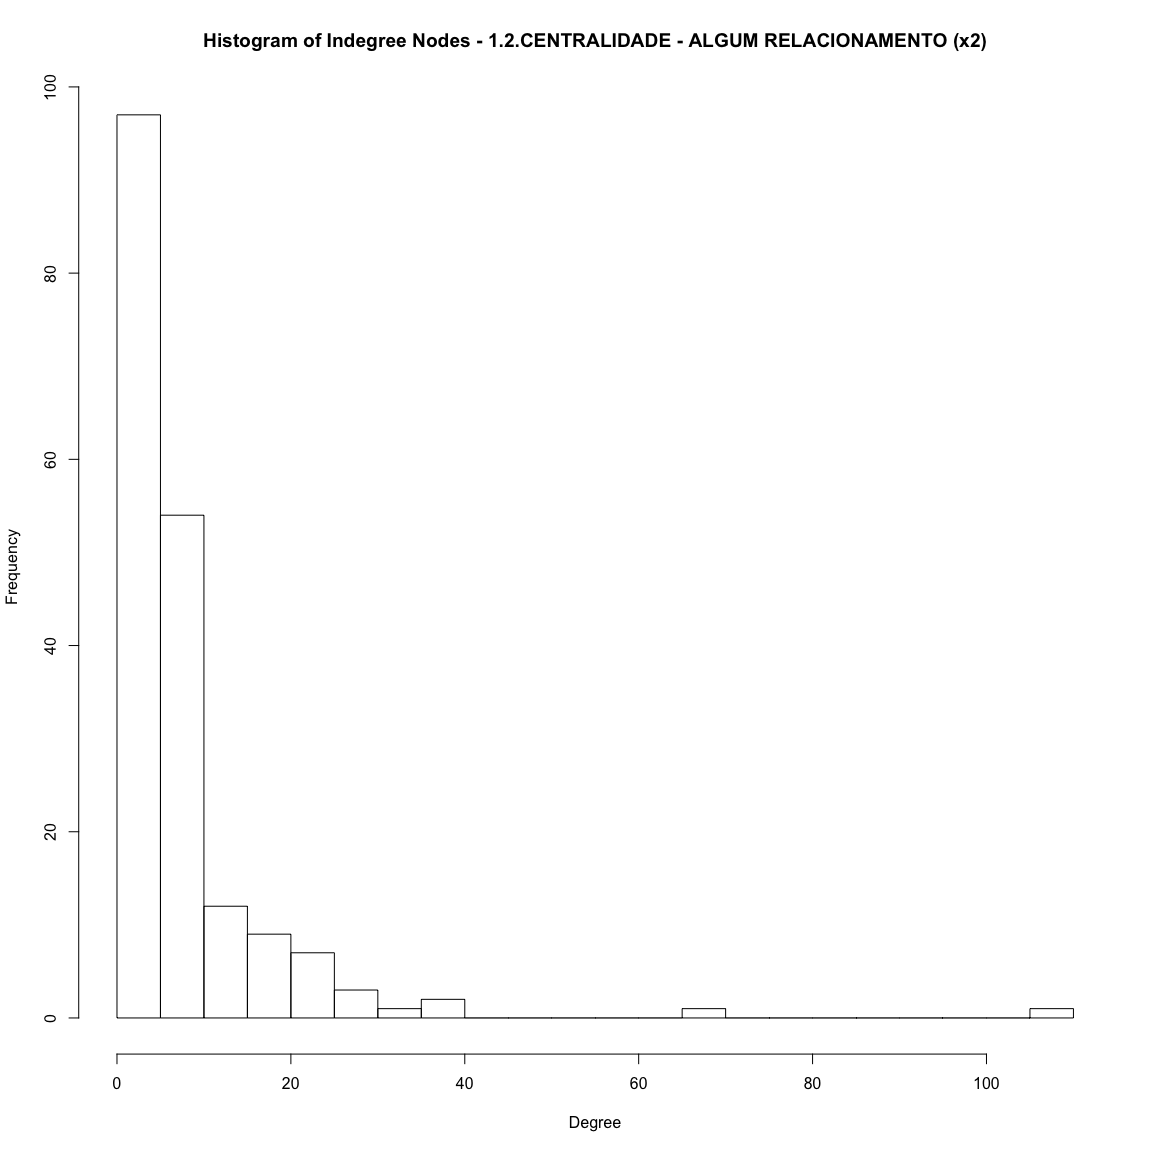 Histogram of Indegree Nodes - 1.2.CENTRALIDADE - ALGUM RELACIONAMENTO (x2)
100
80
60
40
20
0
Frequency
0 20 40 60 80 100
Degree